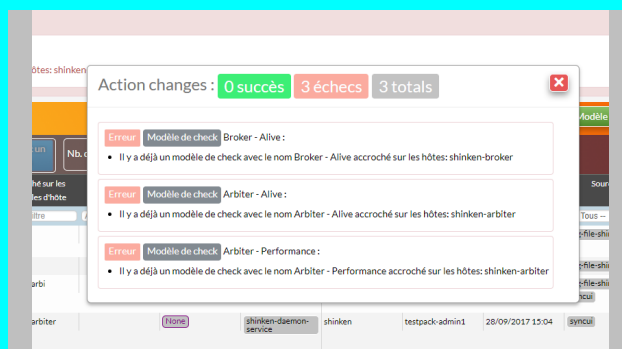 ôtes: shinken
Action changes : 0 succès 3 échecs 3 totals
Modèle
un
Nb.
Erreur Modèle de check Broker - Alive :
Il y a déjà un modèle de check avec le nom Broker - Alive accroché sur les hôtes: shinken-broker
hé sur les
les d'hôte
Sour
Erreur Modèle de check Arbiter - Alive :
Il y a déjà un modèle de check avec le nom Arbiter - Alive accroché sur les hôtes: shinken-arbiter
Tous --
g-file-shin
Erreur Modèle de check Arbiter - Performance :
Il y a déjà un modèle de check avec le nom Arbiter - Performance accroché sur les hôtes: shinken-arbiter
g-file-shin
arbi
g-file-shin
ncui
arbiter None shinken-daemon-service shinken testpack-admin1 28/09/2017 15:04 syncui